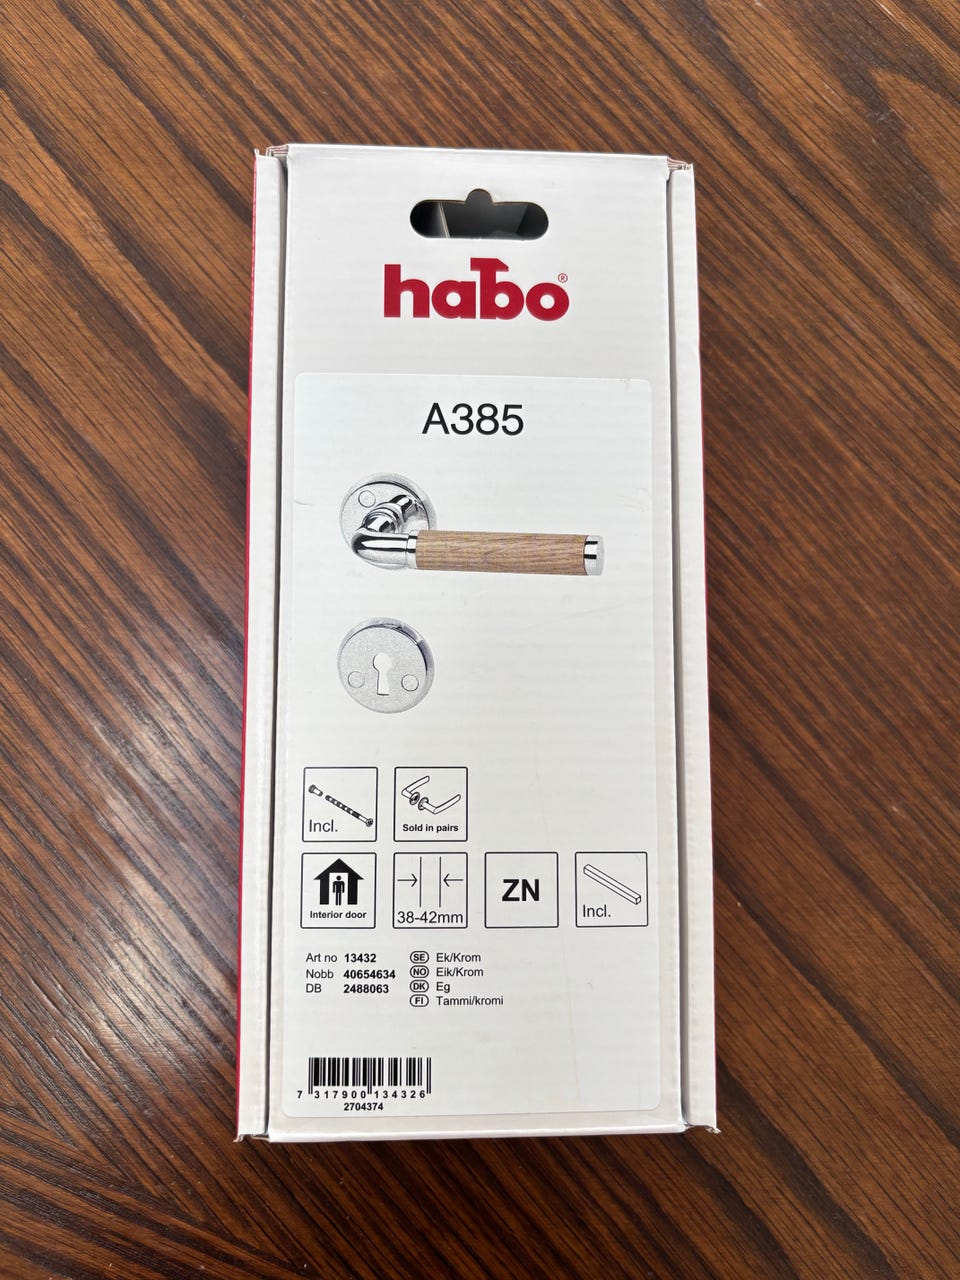 habo®
A385
Incl.
Sold in pairs
Interior door
38-42mm
ZN
Incl.
Art no 13432
Nobb 40654634
DB 2488063
SE Ek/Krom
NO Eik/Krom
DK Eg
FI Tammi/kromi
7 317900 134326
2704374